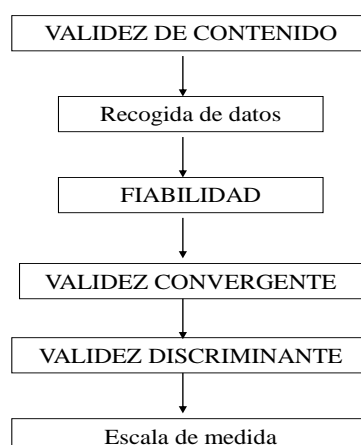 VALIDEZ DE CONTENIDO
Recogida de datos
FIABILIDAD
VALIDEZ CONVERGENTE
VALIDEZ DISCRIMINANTE
Escala de medida